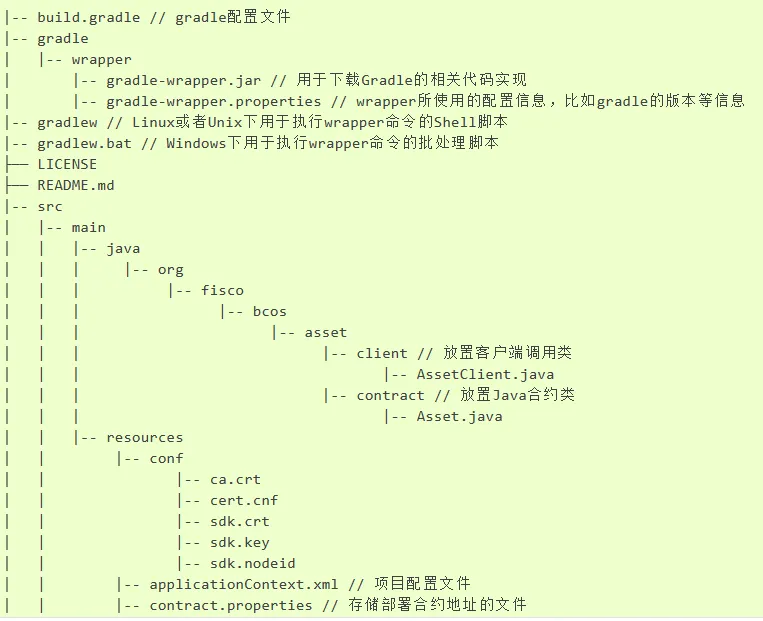 |-- build.gradle // gradle配置文件
|-- gradle
|   |-- wrapper
|       |-- gradle-wrapper.jar // 用于下载Gradle的相关代码实现
|       |-- gradle-wrapper.properties // wrapper所使用的配置信息，比如gradle的版本等信息
|-- gradlew // Linux或者Unix下用于执行wrapper命令的Shell脚本
|-- gradlew.bat // Windows下用于执行wrapper命令的批处理脚本
├── LICENSE
├── README.md
|-- src
|   |-- main
|   |   |-- java
|   |   |     |-- org
|   |   |          |-- fisco
|   |   |                |-- bcos
|   |   |                      |-- asset
|   |   |                            |-- client // 放置客户端调用类
|   |   |                                   |-- AssetClient.java
|   |   |                            |-- contract // 放置Java合约类
|   |   |                                   |-- Asset.java
|   |   |-- resources
|   |        |-- conf
|   |               |-- ca.crt
|   |               |-- cert.cnf
|   |               |-- sdk.crt
|   |               |-- sdk.key
|   |               |-- sdk.nodeid
|   |        |-- applicationContext.xml // 项目配置文件
|   |        |-- contract.properties // 存储部署合约地址的文件